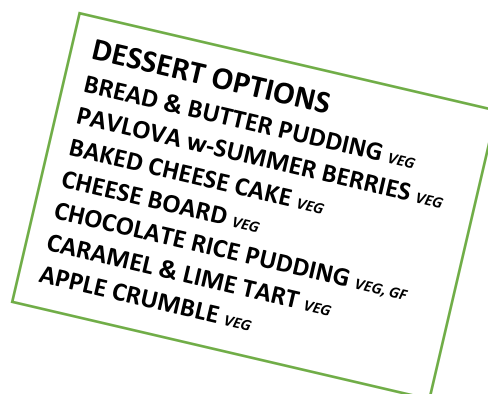 DESSERT OPTIONS
BREAD & BUTTER PUDDING VEG
PAVLOVA w-SUMMER BERRIES VEG
BAKED CHEESE CAKE VEG
CHEESE BOARD VEG
CHOCOLATE RICE PUDDING VEG, GF
CARAMEL & LIME TART VEG
APPLE CRUMBLE VEG